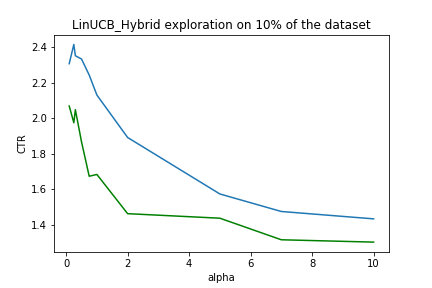 LinUCB_Hybrid exploration on 10% of the dataset
2.4
2.2
2.0
1.8
1.6
1.4
CTR
0 2 4 6 8 10
alpha